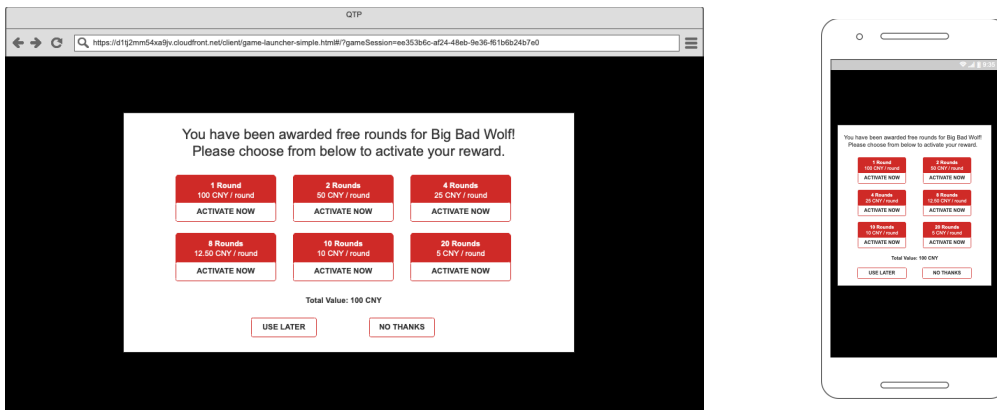 QTP
https://d1tj2mm54xa9jv.cloudfront.net/client/game-launcher-simple.html#/?gameSession=ee353b6c-af24-48eb-9e36-f61b6b24b7e0
You have been awarded free rounds for Big Bad Wolf!
Please choose from below to activate your reward.
1 Round
100 CNY / round
ACTIVATE NOW
2 Rounds
50 CNY / round
ACTIVATE NOW
4 Rounds
25 CNY / round
ACTIVATE NOW
8 Rounds
12.50 CNY / round
ACTIVATE NOW
10 Rounds
10 CNY / round
ACTIVATE NOW
20 Rounds
5 CNY / round
ACTIVATE NOW
Total Value: 100 CNY
USE LATER
NO THANKS
9:30
You have been awarded free rounds for Big Bad Wolf!
Please choose from below to activate your reward.
1 Round
100 CNY / round
ACTIVATE NOW
2 Rounds
50 CNY / round
ACTIVATE NOW
4 Rounds
25 CNY / round
ACTIVATE NOW
8 Rounds
12.50 CNY / round
ACTIVATE NOW
10 Rounds
10 CNY / round
ACTIVATE NOW
20 Rounds
5 CNY / round
ACTIVATE NOW
Total Value: 100 CNY
USE LATER
NO THANKS